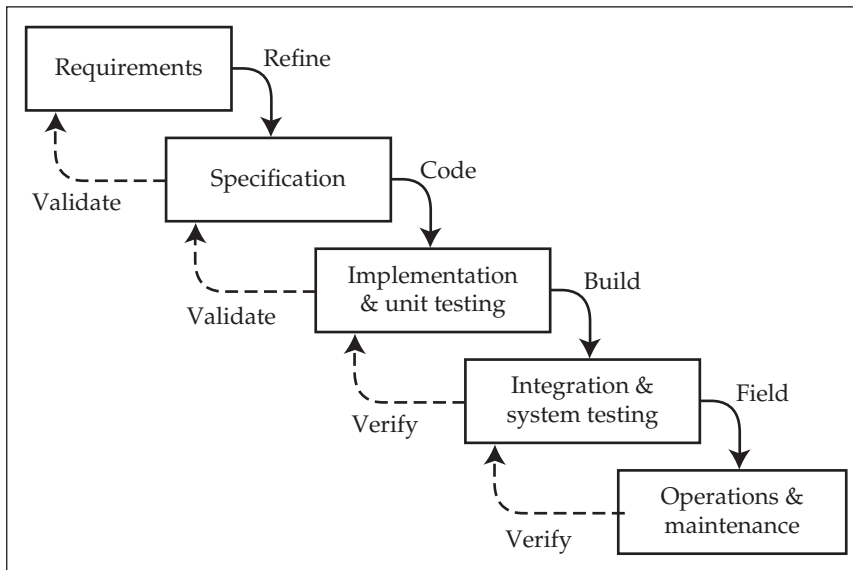 Requirements
Refine
Specification
Code
Validate
Implementation
& unit testing
Build
Validate
Integration &
system testing
Field
Verify
Operations &
maintenance
Verify